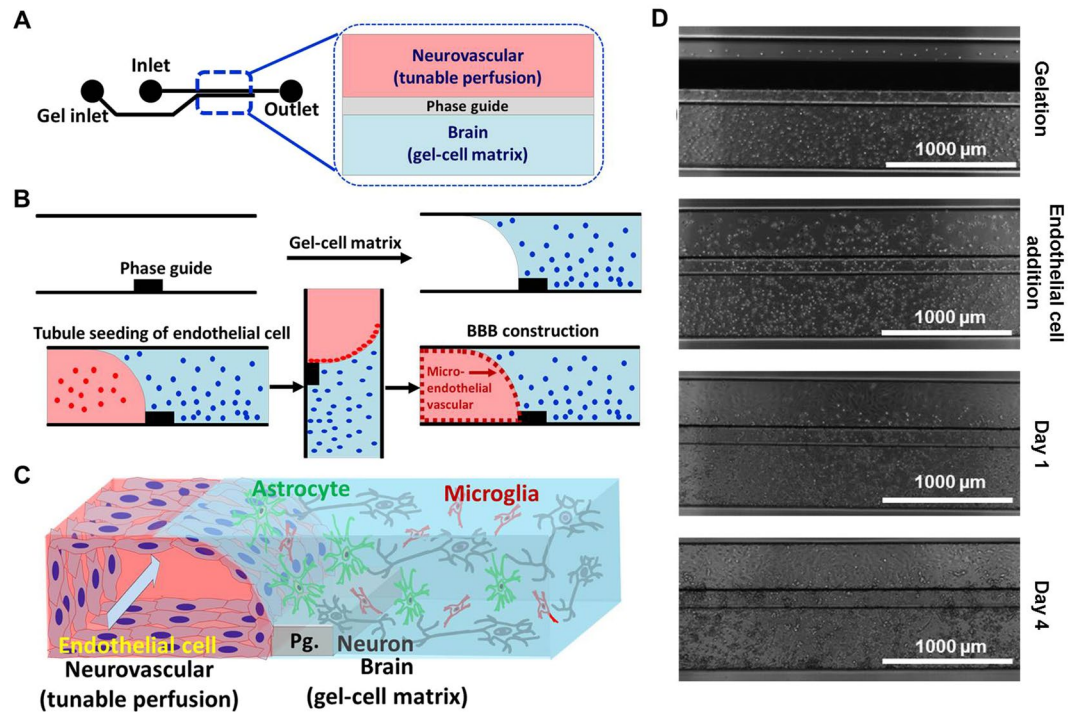 A
Inlet
Gel inlet
Outlet
Neurovascular
(tunable perfusion)
Phase guide
Brain
(gel-cell matrix)
B
Phase guide
Gel-cell matrix
Tubule seeding of endothelial cell
BBB construction
Micro-
endothelial
vascular
C
Astrocyte
Microglia
Endothelial cell
Pg.
Neuron
Neurovascular
(tunable perfusion)
Brain
(gel-cell matrix)
D
1000 µm
Gelation
1000 µm
Endothelial cell
addition
1000 µm
Day 1
1000 µm
Day 4